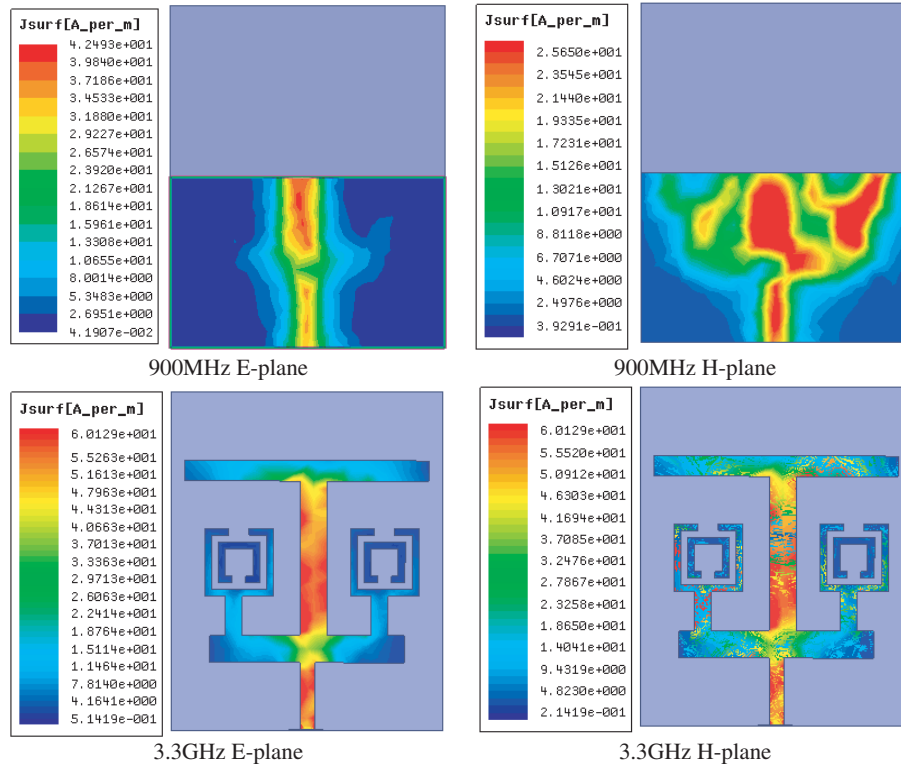 Jsurf[A_per_m]
4.2493e+001
3.9840e+001
3.7186e+001
3.4533e+001
3.1880e+001
2.9227e+001
2.6574e+001
2.3920e+001
2.1267e+001
1.8614e+001
1.5961e+001
1.3308e+001
1.0655e+001
8.0014e+000
5.3483e+000
2.6951e+000
4.1907e-002
900MHz E-plane
Jsurf[A_per_m]
2.5650e+001
2.3545e+001
2.1440e+001
1.9335e+001
1.7231e+001
1.5126e+001
1.3021e+001
1.0917e+001
8.8118e+000
6.7071e+000
4.6024e+000
2.4976e+000
3.9291e-001
900MHz H-plane
Jsurf[A_per_m]
6.0129e+001
5.5263e+001
5.1613e+001
4.7963e+001
4.4313e+001
4.0663e+001
3.7013e+001
3.3363e+001
2.9713e+001
2.6063e+001
2.2414e+001
1.8764e+001
1.5114e+001
1.1464e+001
7.8140e+000
4.1641e+000
5.1419e-001
3.3GHz E-plane
Jsurf[A_per_m]
6.0129e+001
5.5520e+001
5.0912e+001
4.6303e+001
4.1694e+001
3.7085e+001
3.2476e+001
2.7867e+001
2.3258e+001
1.8650e+001
1.4041e+001
9.4319e+000
4.8230e+000
2.1419e-001
3.3GHz H-plane